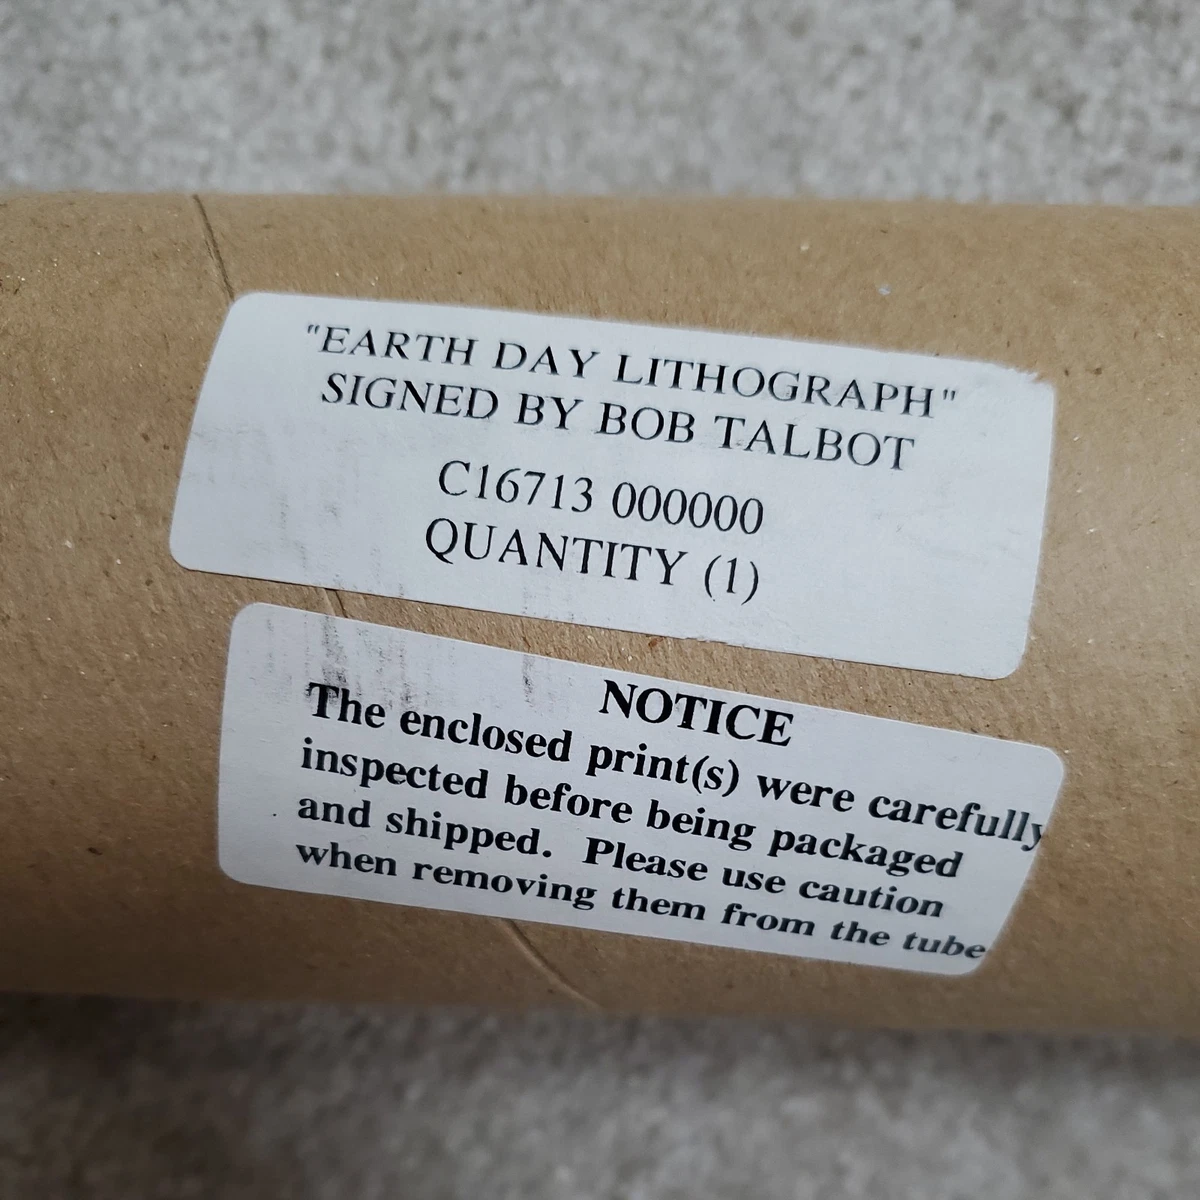 "EARTH DAY LITHOGRAPH"
SIGNED BY BOB TALBOT
C16713 000000
QUANTITY (1)
NOTICE
The enclosed print(s) were carefully
inspected before being packaged
and shipped. Please use caution
when removing them from the tube